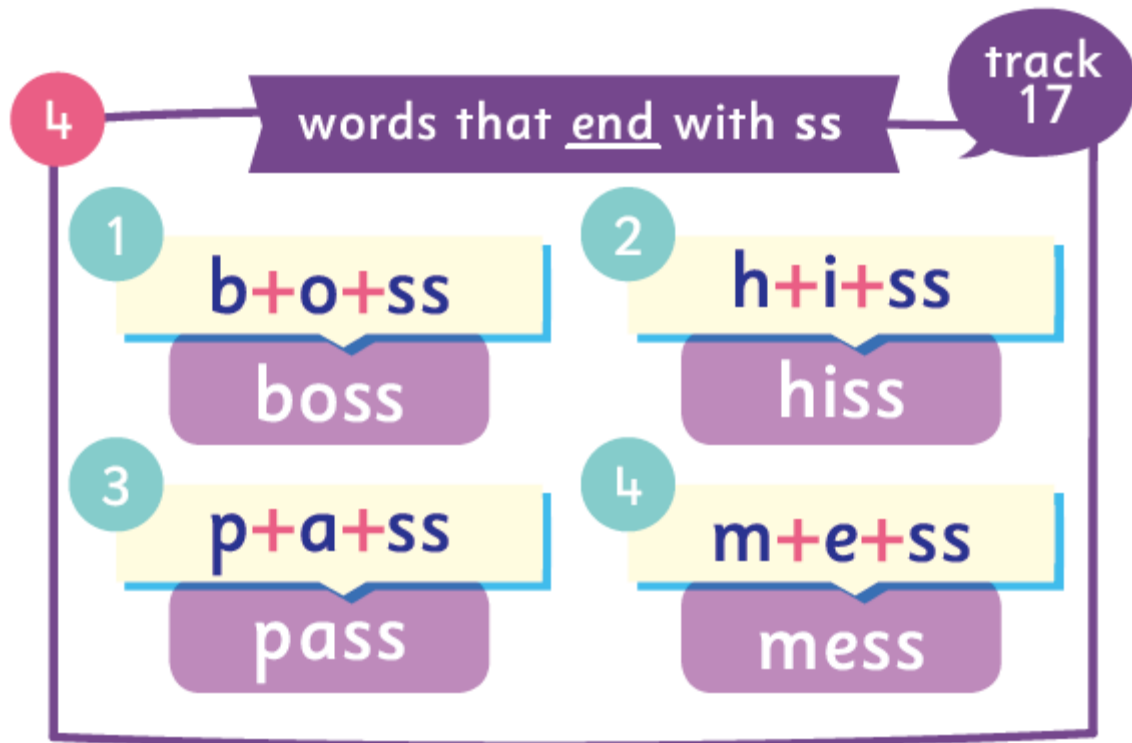 4
words that end with ss
track
17
1
b+o+ss
boss
2
h+i+ss
hiss
3
p+a+ss
pass
4
m+e+ss
mess